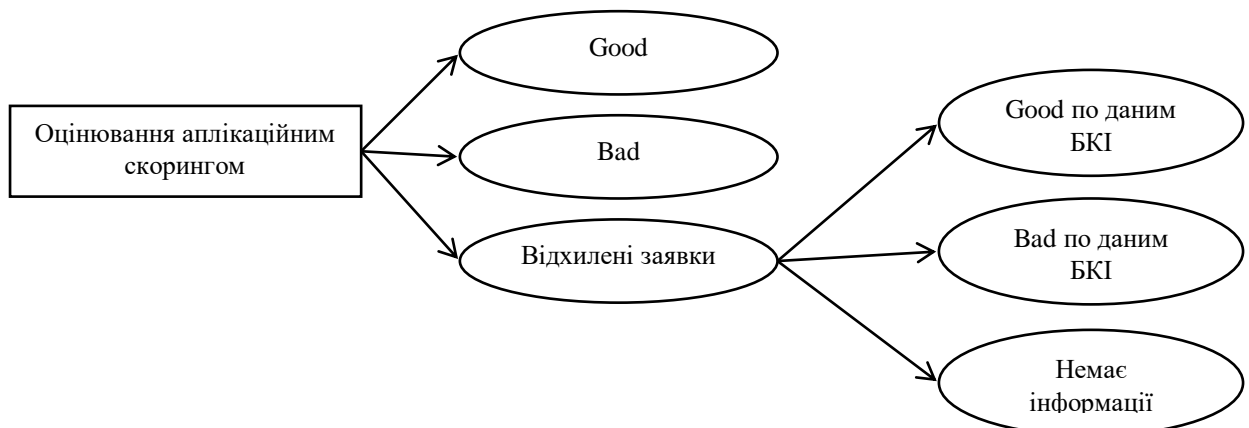 Good
Оцінювання аплікаційним
скорингом
Bad
Відхилені заявки
Good по даним
БКІ
Bad по даним
БКІ
Немає
інформації